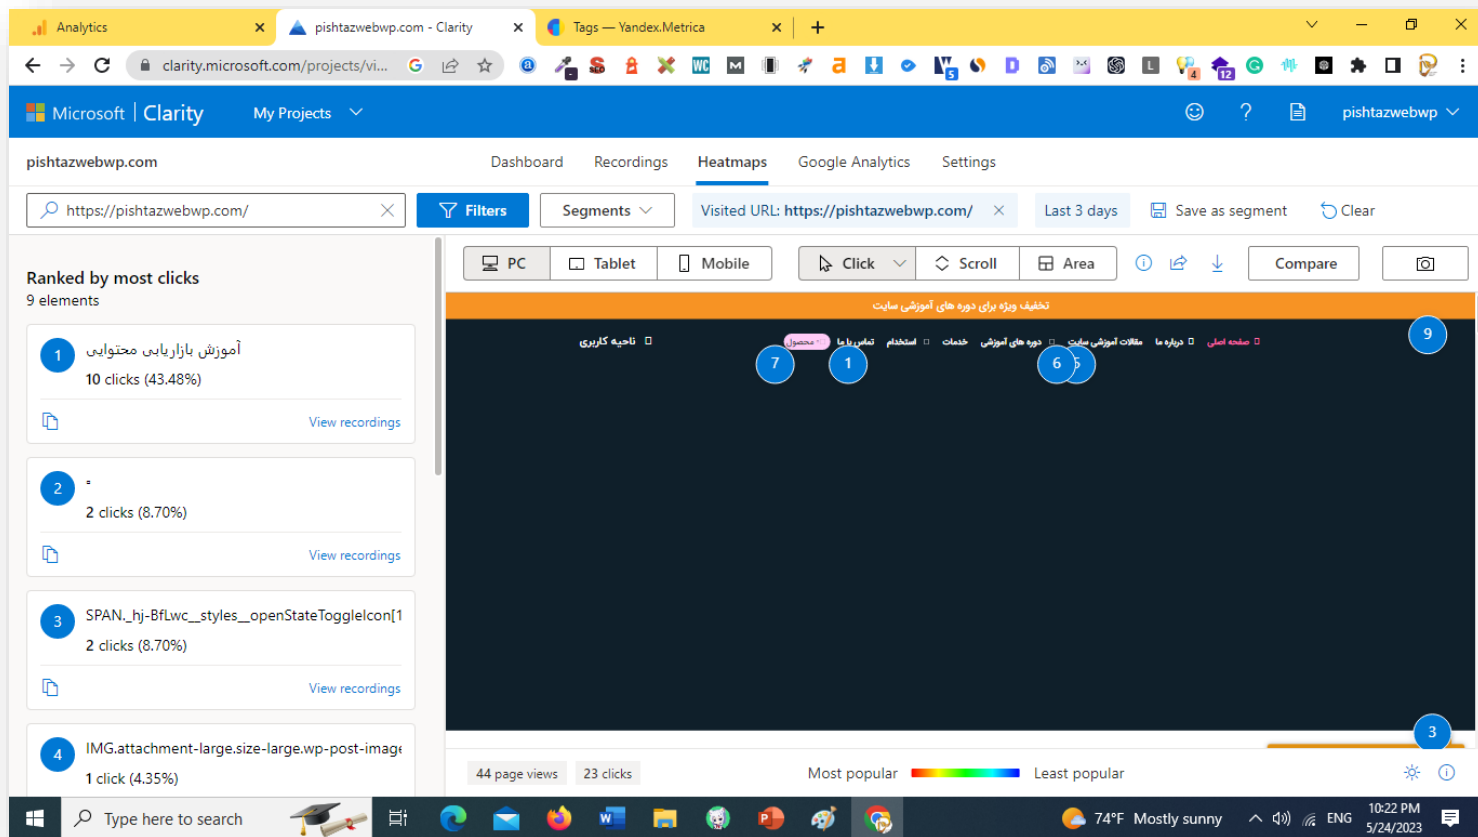 Analytics
pishtazwebwp.com - Clarity
Tags — Yandex.Metrica
clarity.microsoft.com/projects/vi...
Microsoft | Clarity
My Projects
pishtazwebwp
pishtazwebwp.com
Dashboard
Recordings
Heatmaps
Google Analytics
Settings
https://pishtazwebwp.com/
Filters
Segments
Visited URL: https://pishtazwebwp.com/
Last 3 days
Save as segment
Clear
Ranked by most clicks
9 elements
1
آموزش بازاریابی محتوایی
10 clicks (43.48%)
View recordings
2
2 clicks (8.70%)
View recordings
3
SPAN._hj-BfLwc__styles__openStateToggleIcon[1
2 clicks (8.70%)
View recordings
4
IMG.attachment-large.size-large.wp-post-image
1 click (4.35%)
PC
Tablet
Mobile
Click
Scroll
Area
Compare
تخفیف ویژه برای دوره های آموزشی سایت
صفحه اصلی
درباره ما
مقالات آموزشی سایت
دوره های آموزشی
خدمات
استخدام
تماس با ما
محصول
ناحیه کاربری
9
7
1
6
5
3
44 page views
23 clicks
Most popular
Least popular
Type here to search
74°F Mostly sunny
ENG
10:22 PM
5/24/2023